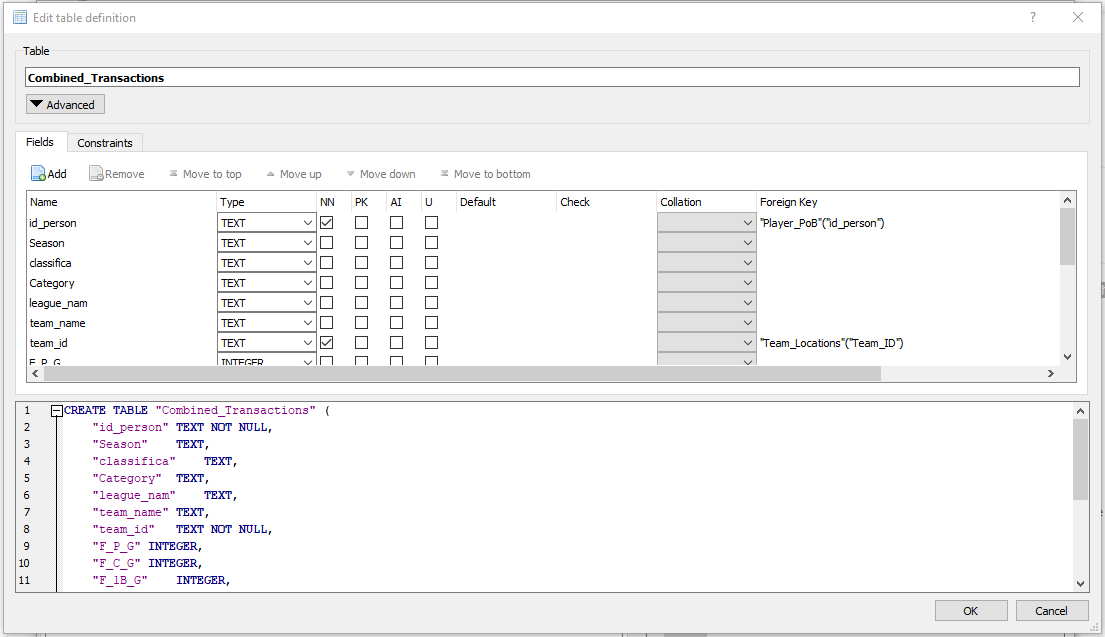 Edit table definition
?
Table
Combined_Transactions
Advanced
Fields Constraints
Add Remove Move to top Move up Move down Move to bottom
Name Type NN PK AI U Default Check Collation Foreign Key
id_person TEXT "Player_PoB"("id_person")
Season TEXT
classifica TEXT
Category TEXT
league_nam TEXT
team_name TEXT
team_id TEXT "Team_Locations"("Team_ID")
F_P_G INTEGER
1 CREATE TABLE "Combined_Transactions" (
2 "id_person" TEXT NOT NULL,
3 "Season" TEXT,
4 "classifica" TEXT,
5 "Category" TEXT,
6 "league_nam" TEXT,
7 "team_name" TEXT,
8 "team_id" TEXT NOT NULL,
9 "F_P_G" INTEGER,
10 "F_C_G" INTEGER,
11 "F_1B_G" INTEGER,
OK Cancel